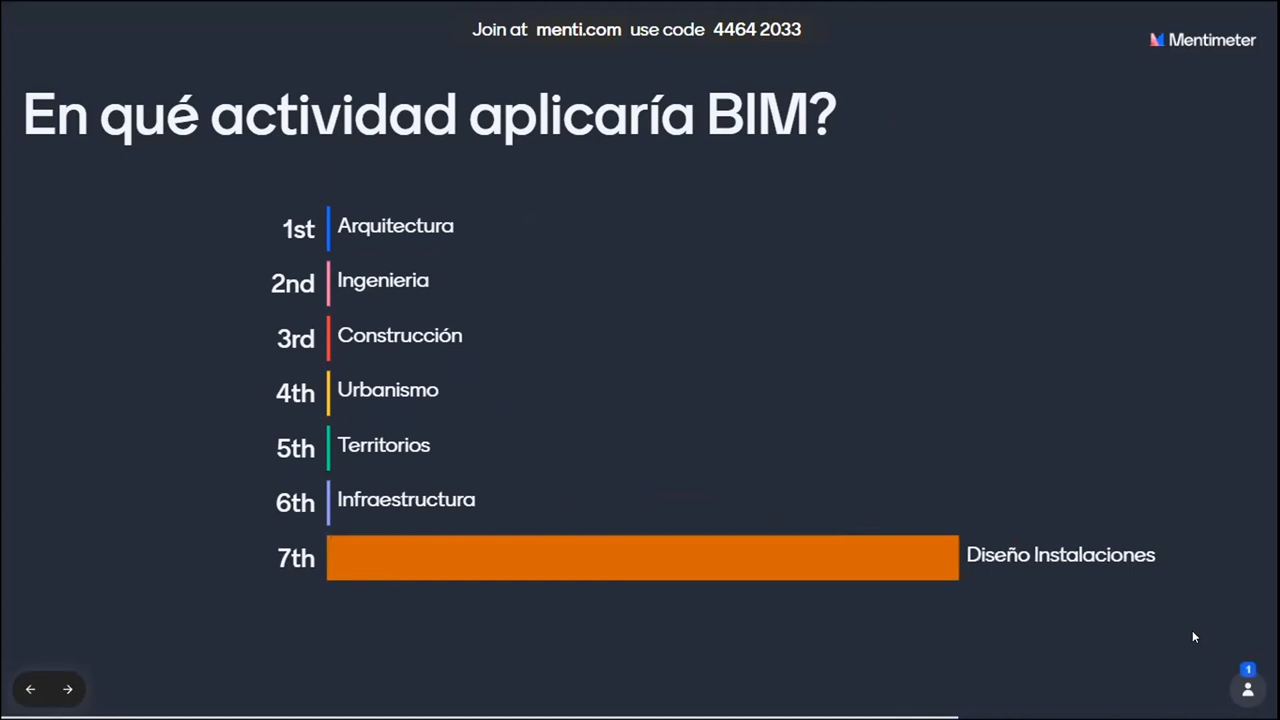 Join at menti.com use code 4464 2033
Mentimeter
En qué actividad aplicaría BIM?
1st Arquitectura
2nd Ingenieria
3rd Construcción
4th Urbanismo
5th Territorios
6th Infraestructura
7th Diseño Instalaciones
1